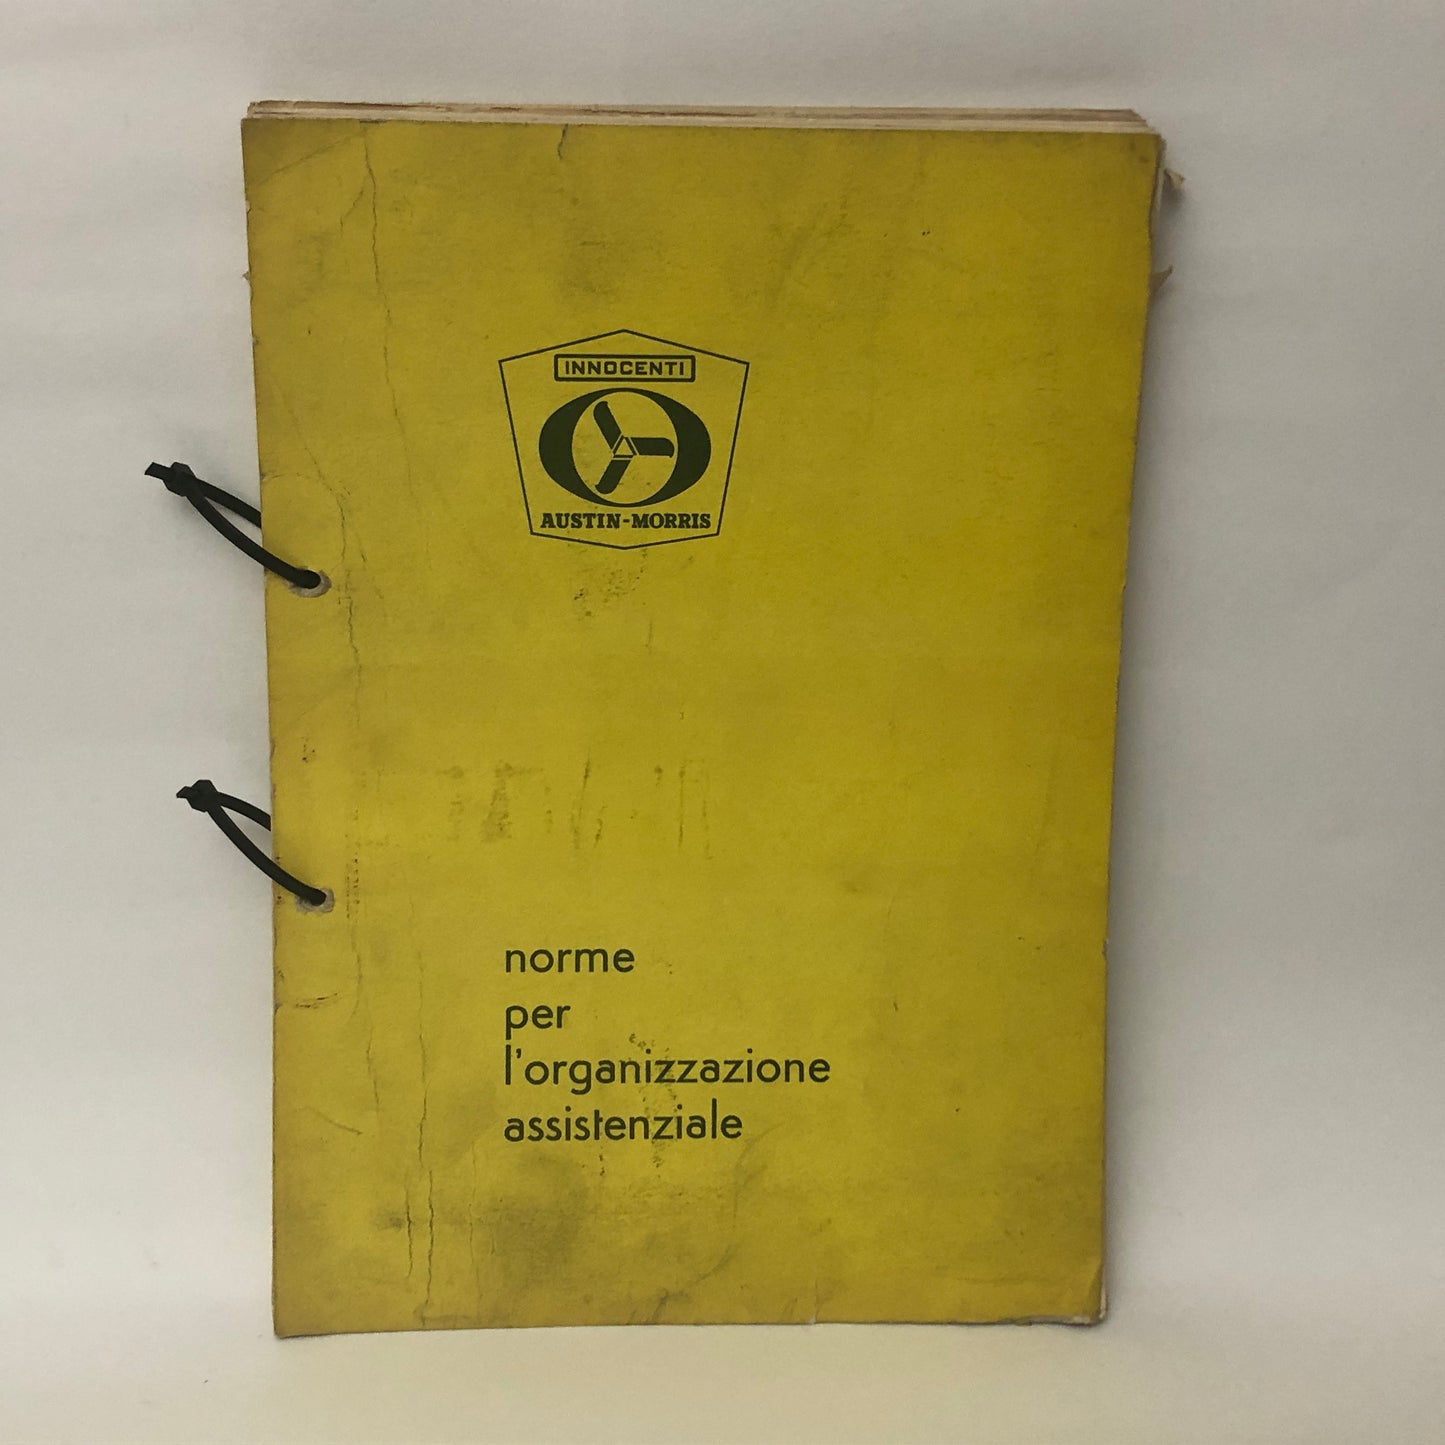 INNOCENTI
AUSTIN-MORRIS
norme
per
l'organizzazione
assistenziale